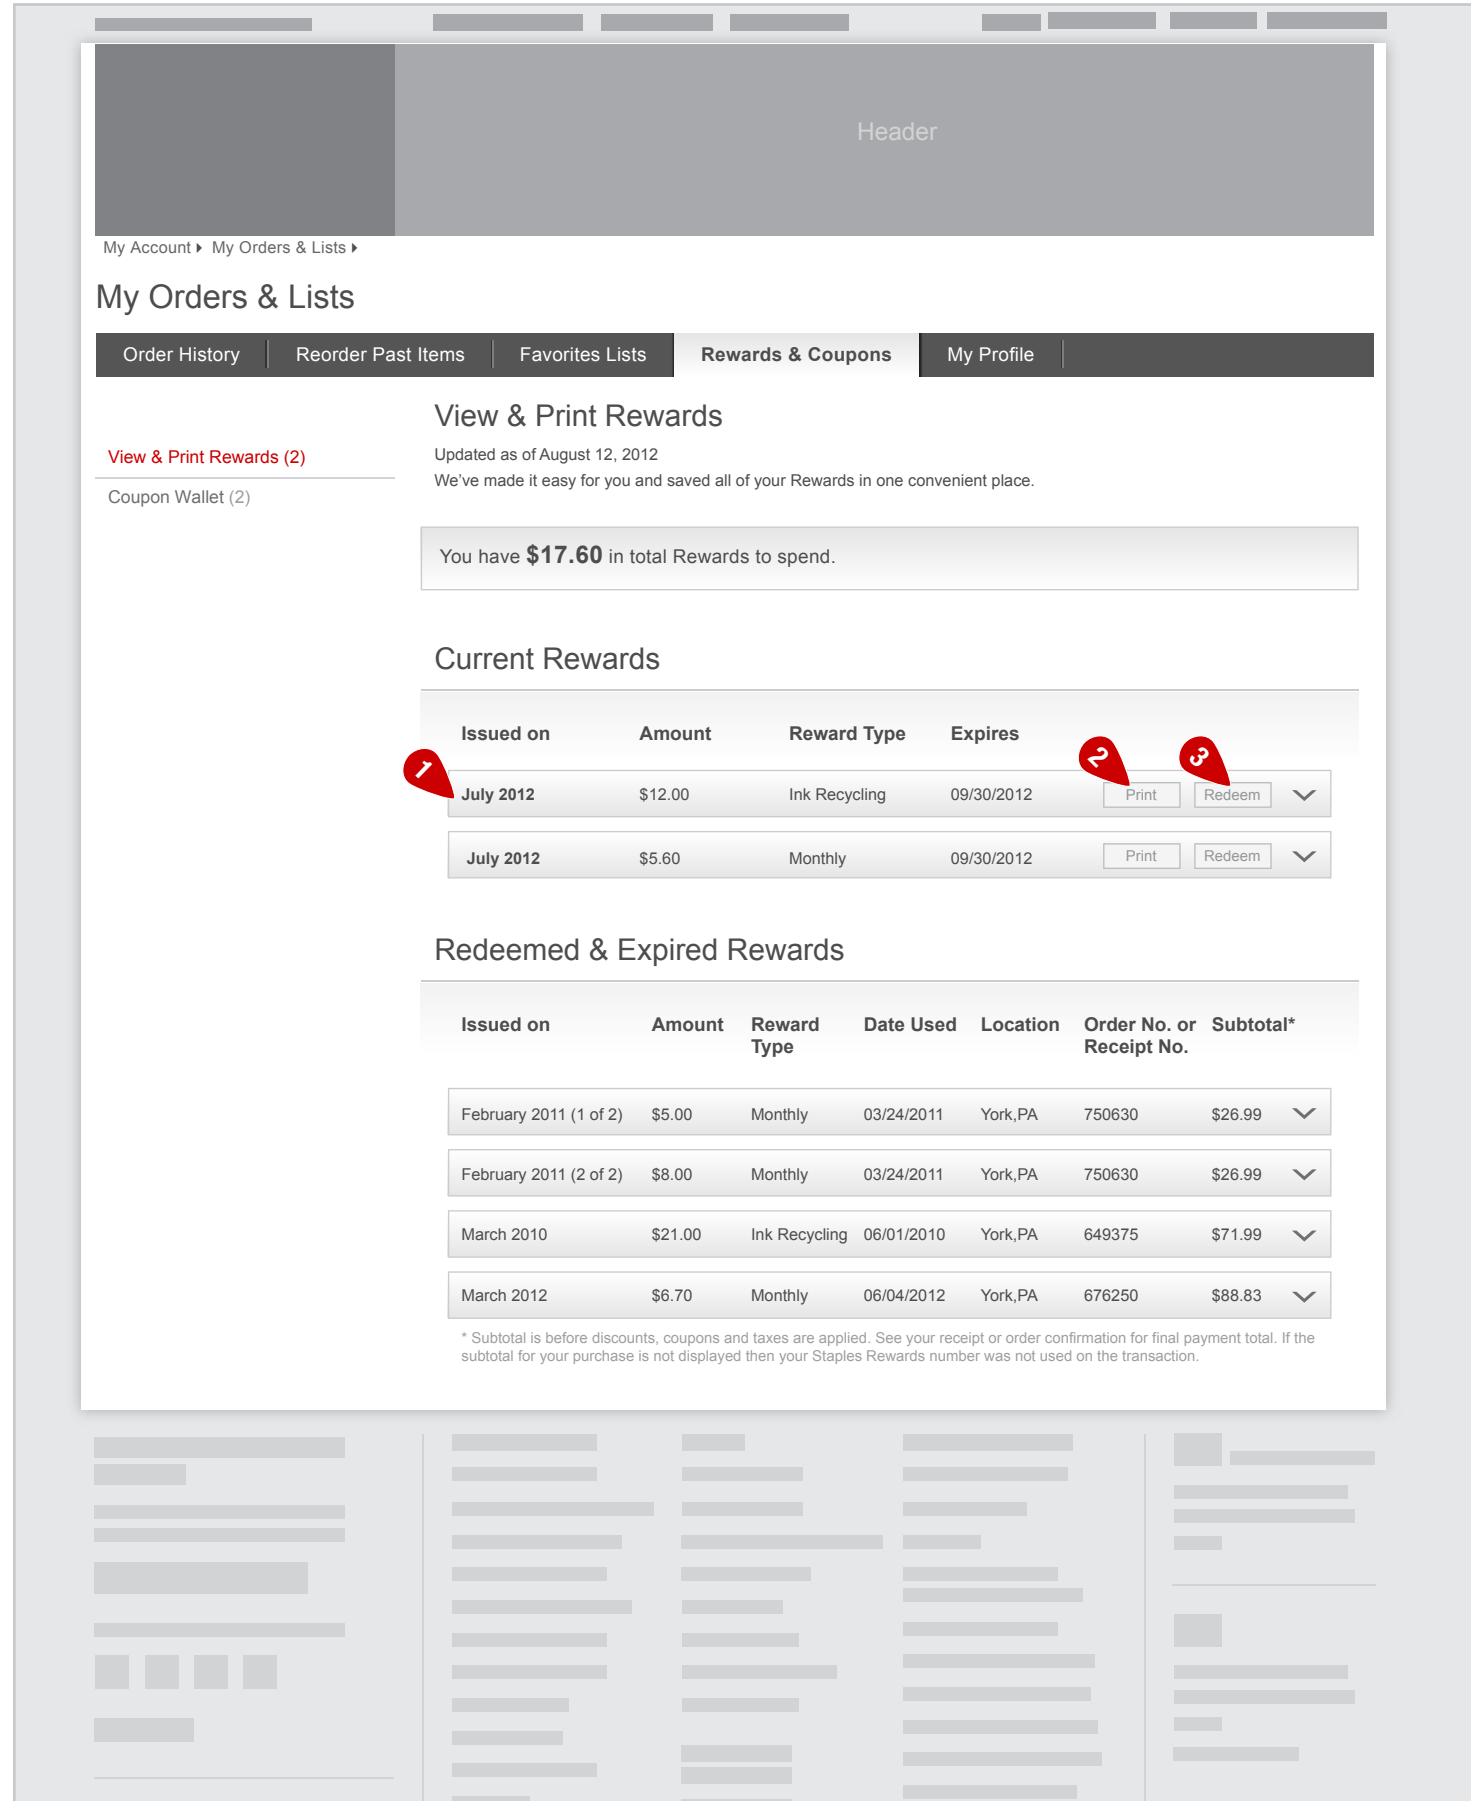 Header
My Account My Orders & Lists
My Orders & Lists
Order History Reorder Past Items Favorites Lists Rewards & Coupons My Profile
View & Print Rewards (2)
Coupon Wallet (2)
View & Print Rewards
Updated as of August 12, 2012
We've made it easy for you and saved all of your Rewards in one convenient place.
You have $17.60 in total Rewards to spend.
Current Rewards
Issued on Amount Reward Type Expires
1 2 3
July 2012 $12.00 Ink Recycling 09/30/2012 Print Redeem
July 2012 $5.60 Monthly 09/30/2012 Print Redeem
Redeemed & Expired Rewards
Issued on Amount Reward Type Date Used Location Order No. or Receipt No. Subtotal*
February 2011 (1 of 2) $5.00 Monthly 03/24/2011 York,PA 750630 $26.99
February 2011 (2 of 2) $8.00 Monthly 03/24/2011 York,PA 750630 $26.99
March 2010 $21.00 Ink Recycling 06/01/2010 York,PA 649375 $71.99
March 2012 $6.70 Monthly 06/04/2012 York,PA 676250 $88.83
* Subtotal is before discounts, coupons and taxes are applied. See your receipt or order confirmation for final payment total. If the
subtotal for your purchase is not displayed then your Staples Rewards number was not used on the transaction.